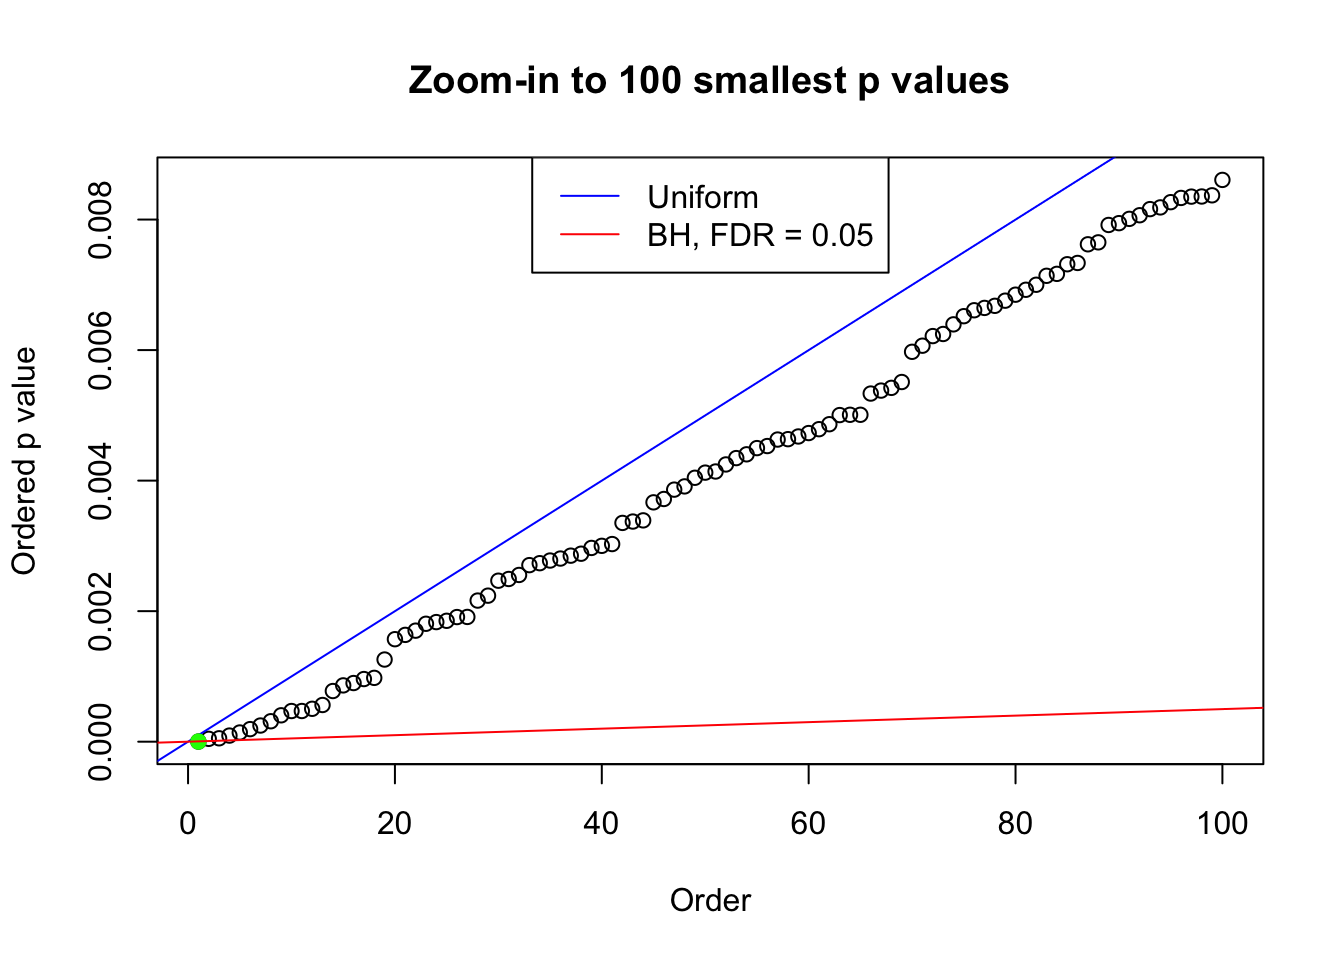 Zoom-in to 100 smallest p values
Uniform
BH, FDR = 0.05
Ordered p value
0.008
0.006
0.004
0.002
0.000
0 20 40 60 80 100
Order